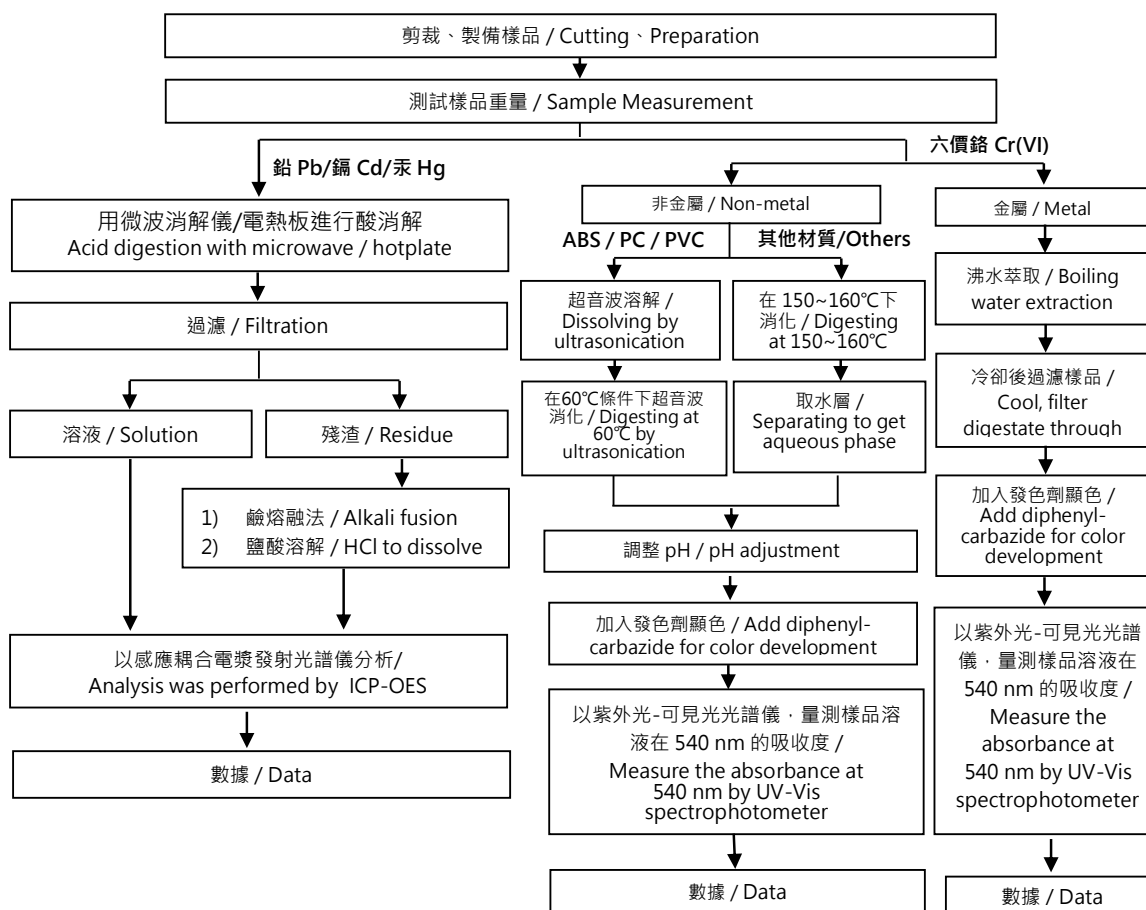 剪裁、製備樣品 / Cutting、Preparation
測試樣品重量 / Sample Measurement
鉛 Pb/鎘 Cd/汞 Hg
六價鉻 Cr(VI)
用微波消解儀/電熱板進行酸消解
Acid digestion with microwave / hotplate
過濾 / Filtration
溶液 / Solution
殘渣 / Residue
1) 鹼熔融法 / Alkali fusion
2) 鹽酸溶解 / HCl to dissolve
以感應耦合電漿發射光譜儀分析/
Analysis was performed by ICP-OES
數據 / Data
非金屬 / Non-metal
ABS / PC / PVC
其他材質/Others
超音波溶解 /
Dissolving by
ultrasonication
在60℃條件下超音波
消化 / Digesting at
60℃ by
ultrasonication
在 150~160℃下
消化 / Digesting
at 150~160℃
取水層 /
Separating to get
aqueous phase
調整 pH / pH adjustment
加入發色劑顯色 / Add diphenyl-
carbazide for color development
以紫外光-可見光光譜儀，量測樣品溶
液在 540 nm 的吸收度 /
Measure the absorbance at
540 nm by UV-Vis
spectrophotometer
數據 / Data
金屬 / Metal
沸水萃取 / Boiling
water extraction
冷卻後過濾樣品 /
Cool, filter
digestate through
加入發色劑顯色 /
Add diphenyl-
carbazide for color
development
以紫外光-可見光光譜
儀，量測樣品溶液在
540 nm 的吸收度 /
Measure the
absorbance at
540 nm by UV-Vis
spectrophotometer
數據 / Data